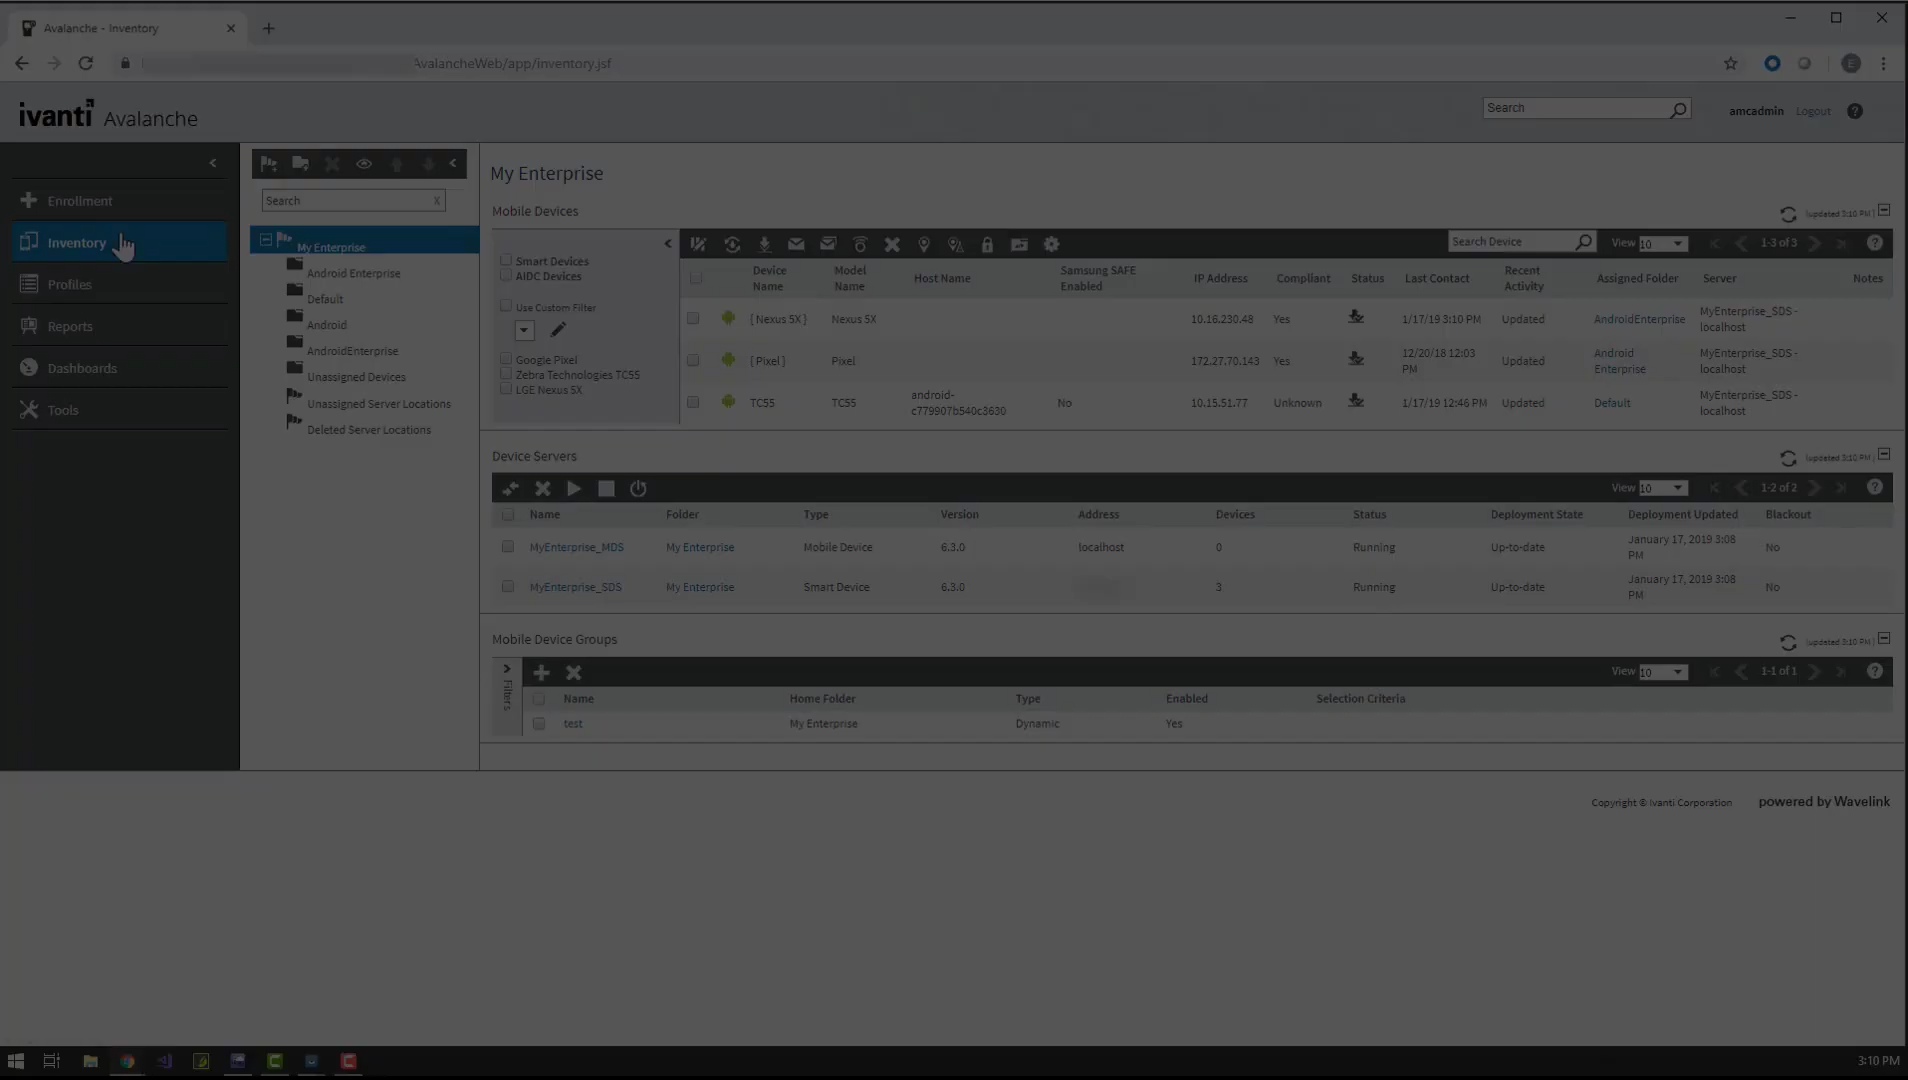 Avalanche - Inventory
AvalancheWeb/app/inventory.jsf
ivanti Avalanche
Search
amcadmin Logout ?
Enrollment
Inventory
Profiles
Reports
Dashboards
Tools
Search X
My Enterprise
Android Enterprise
Default
Android
AndroidEnterprise
Unassigned Devices
Unassigned Server Locations
Deleted Server Locations
My Enterprise
Mobile Devices (updated 3:10 PM)
Smart Devices
AIDC Devices
Use Custom Filter
Google Pixel
Zebra Technologies TC55
LGE Nexus 5X
Search Device View 10 1-3 of 3 ?
Device Name Model Name Host Name Samsung SAFE Enabled IP Address Compliant Status Last Contact Recent Activity Assigned Folder Server Notes
[ Nexus 5X ] Nexus 5X 10.16.230.48 Yes 1/17/19 3:10 PM Updated AndroidEnterprise MyEnterprise_SDS - localhost
[ Pixel ] Pixel 172.27.70.143 Yes 12/20/18 12:03 PM Updated Android Enterprise MyEnterprise_SDS - localhost
TC55 TC55 android-c779907b540c3630 No 10.15.51.77 Unknown 1/17/19 12:46 PM Updated Default MyEnterprise_SDS - localhost
Device Servers (updated 3:10 PM)
View 10 1-2 of 2 ?
Name Folder Type Version Address Devices Status Deployment State Deployment Updated Blackout
MyEnterprise_MDS My Enterprise Mobile Device 6.3.0 localhost 0 Running Up-to-date January 17, 2019 3:08 PM No
MyEnterprise_SDS My Enterprise Smart Device 6.3.0 3 Running Up-to-date January 17, 2019 3:08 PM No
Mobile Device Groups (updated 3:10 PM)
Filters
View 10 1-1 of 1 ?
Name Home Folder Type Enabled Selection Criteria
test My Enterprise Dynamic Yes
Copyright © Ivanti Corporation powered by Wavelink
3:10 PM